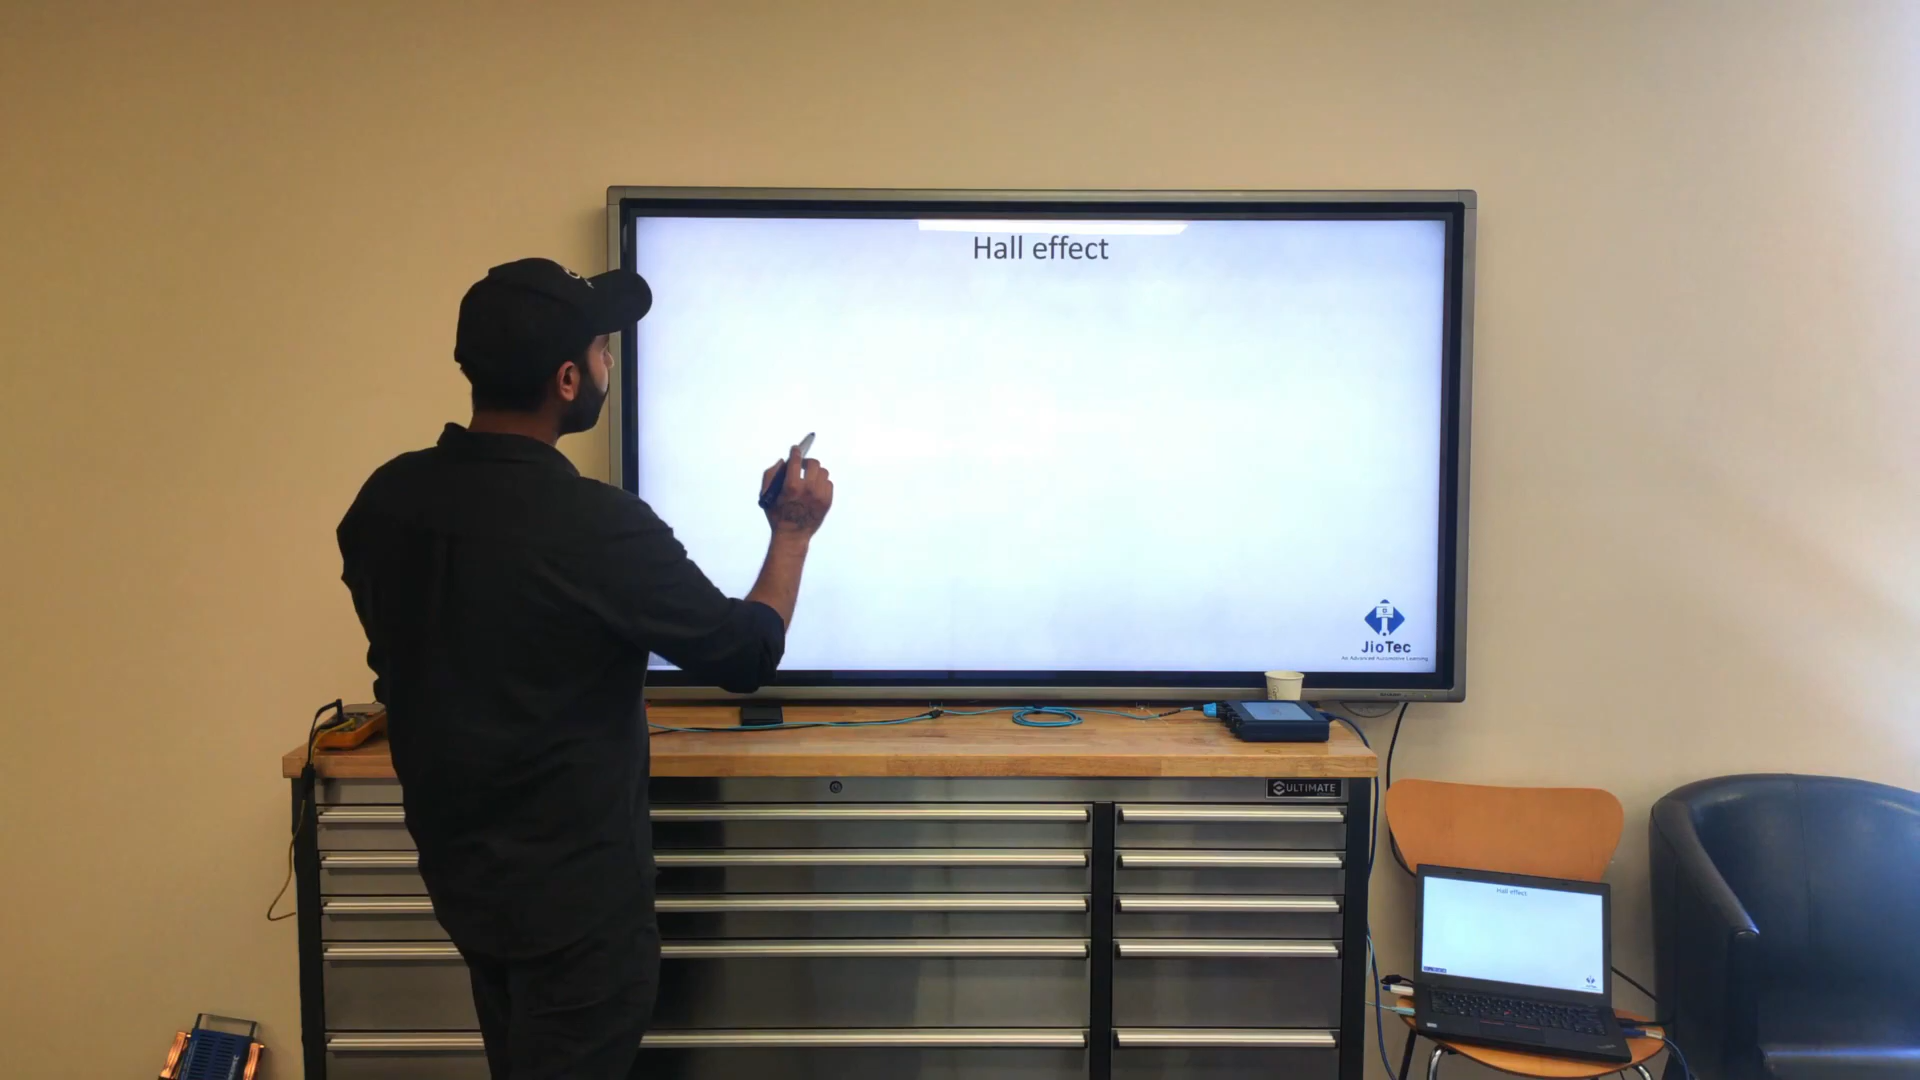 Hall effect
JioTec
An Advanced Automotive Learning
ULTIMATE
Hall effect